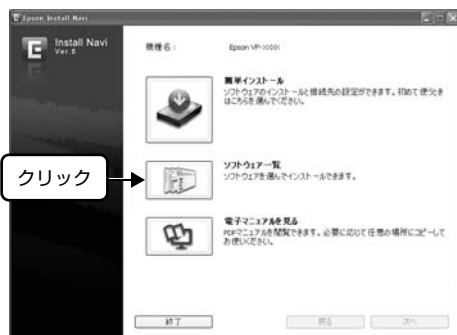 Epson Install Navi
Install Navi
Ver.5
機種名：
Epson VP-XXXX
簡単インストール
ソフトウェアのインストールと接続先の設定ができます。初めて使うとき
はこちらを選んでください。
クリック
ソフトウェア一覧
ソフトウェアを選んでインストールできます。
電子マニュアルを見る
PDFマニュアルを閲覧できます。必要に応じて任意の場所にコピーして
お使いください。
終了
戻る
次へ